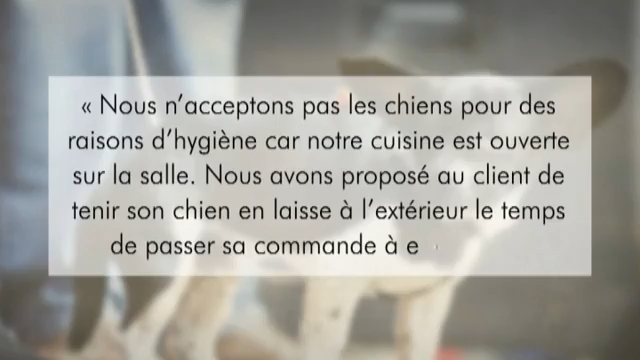 « Nous n’acceptons pas les chiens pour des
raisons d’hygiène car notre cuisine est ouverte
sur la salle. Nous avons proposé au client de
tenir son chien en laisse à l’extérieur le temps
de passer sa commande à e